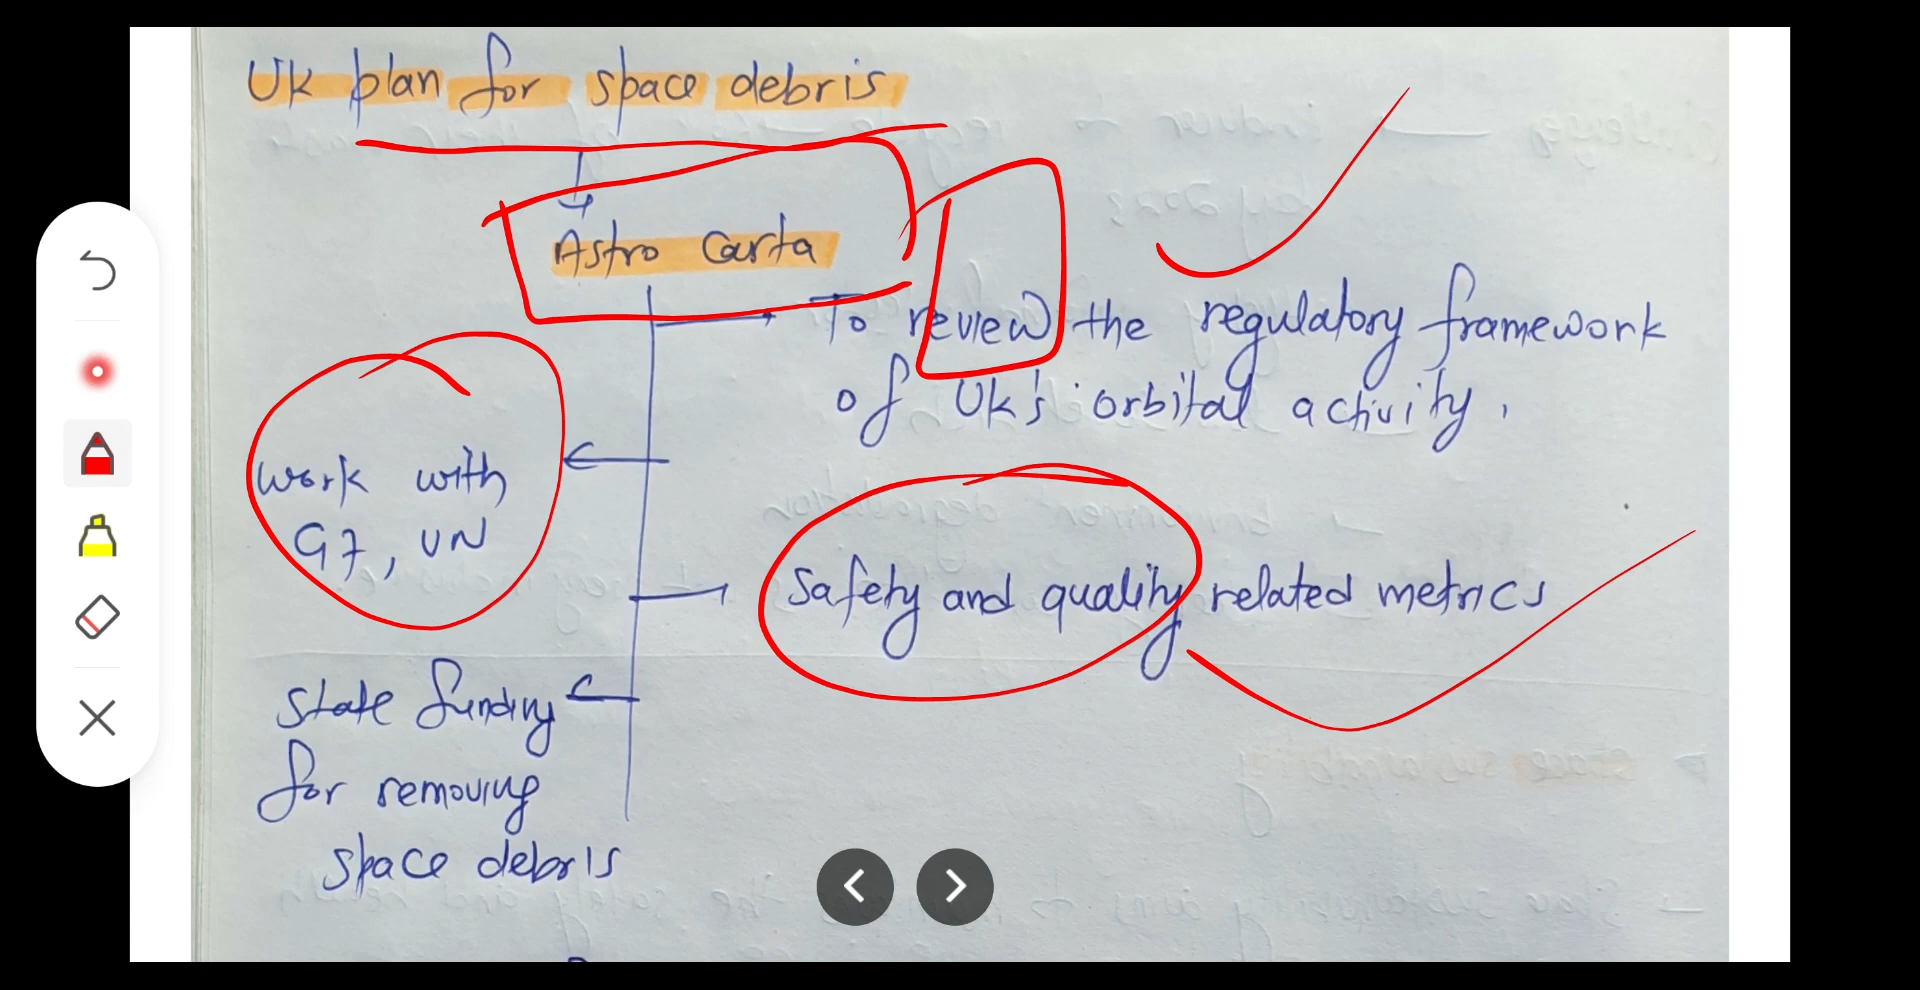 UK plan for space debris
Astro Carta
To review the regulatory framework
of UK's orbital activity.
work with
G7, UN
Safety and quality related metrics
State funding
for removing
space debris